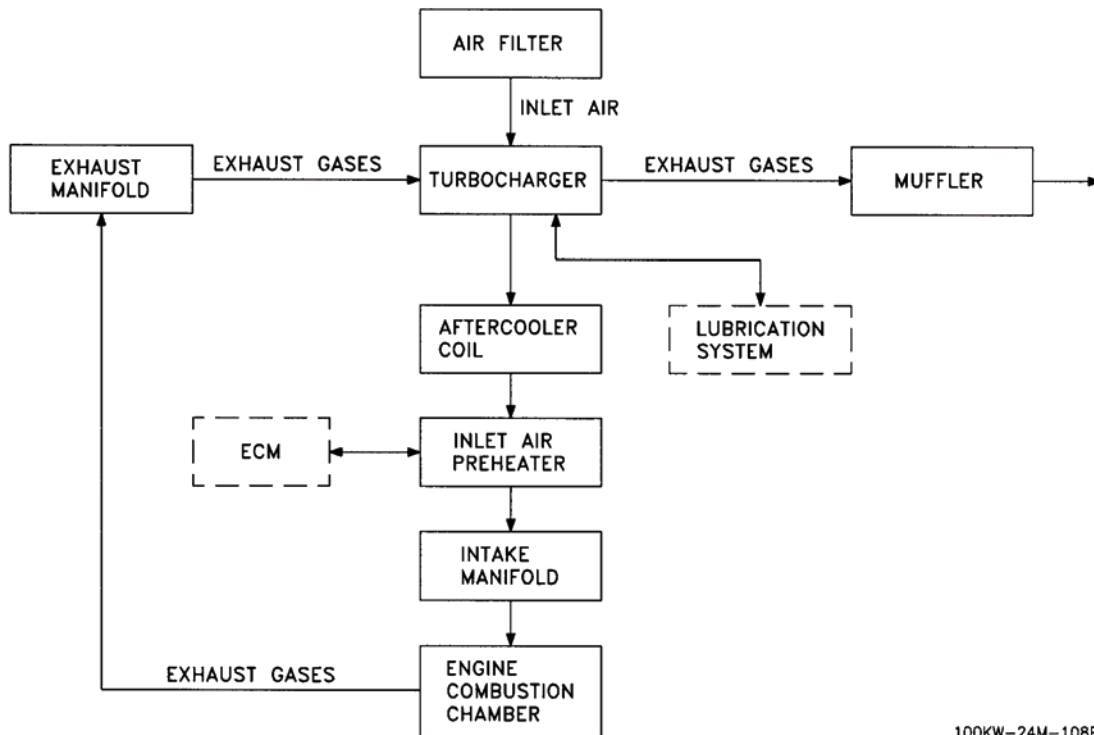 AIR FILTER
INLET AIR
EXHAUST
MANIFOLD
EXHAUST GASES
TURBOCHARGER
EXHAUST GASES
MUFFLER
AFTERCOOLER
COIL
LUBRICATION
SYSTEM
ECM
INLET AIR
PREHEATER
INTAKE
MANIFOLD
EXHAUST GASES
ENGINE
COMBUSTION
CHAMBER